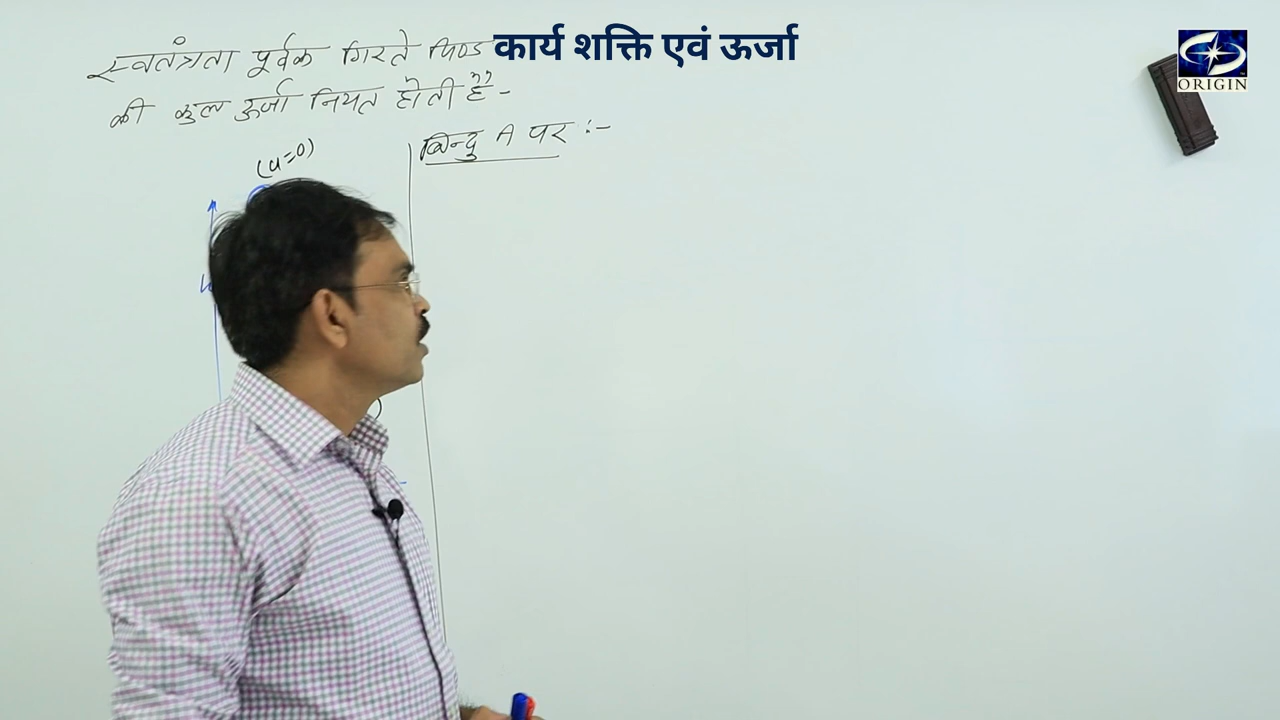 कार्य शक्ति एवं ऊर्जा
ORIGIN
स्वतंत्रता पूर्वक गिरते पिण्ड
की कुल ऊर्जा नियत होती है -
(u=0)
बिन्दु A पर :-